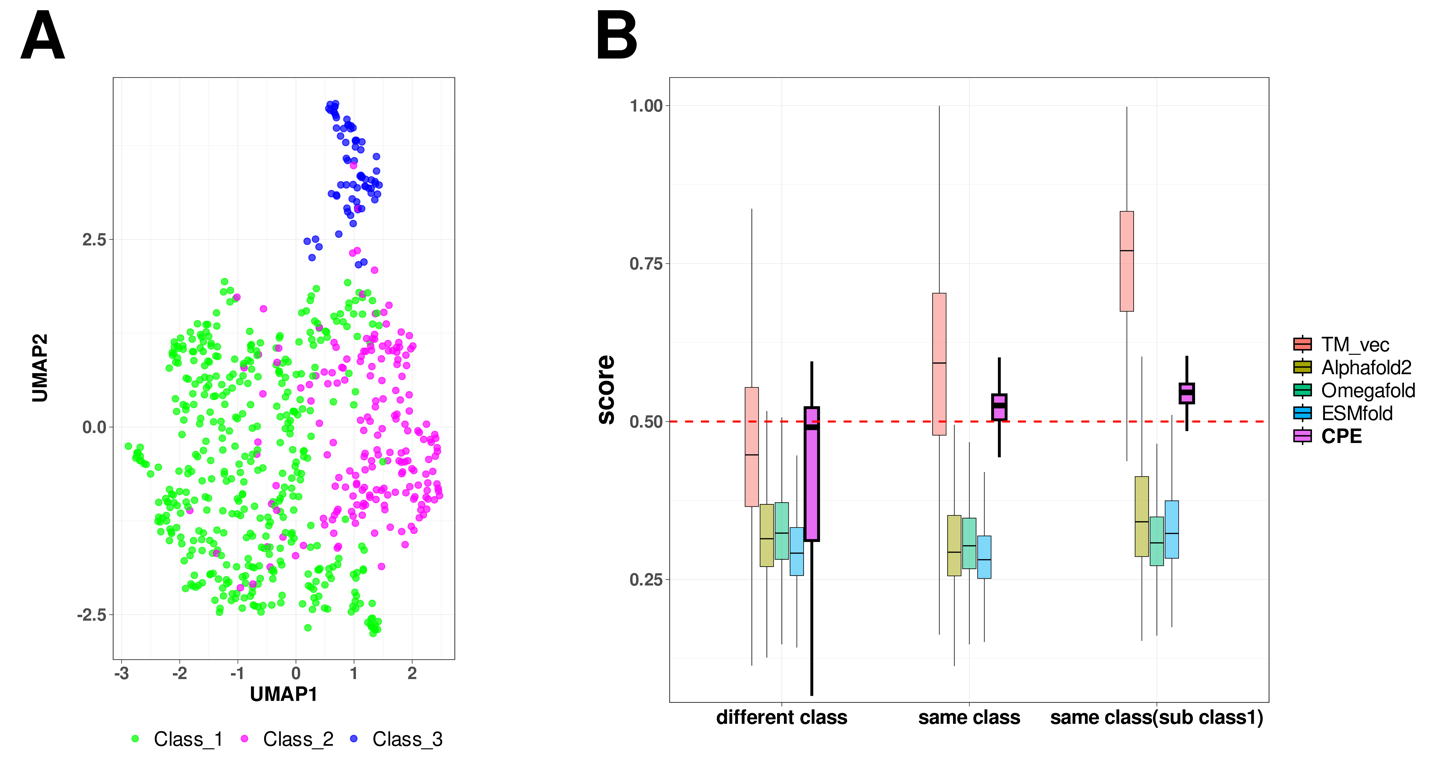 A
B
UMAP2
2.5
0.0
-2.5
-3 -2 -1 0 1 2
UMAP1
Class_1 Class_2 Class_3
score
1.00
0.75
0.50
0.25
different class same class same class(sub class1)
TM_vec
Alphafold2
Omegafold
ESMfold
CPE